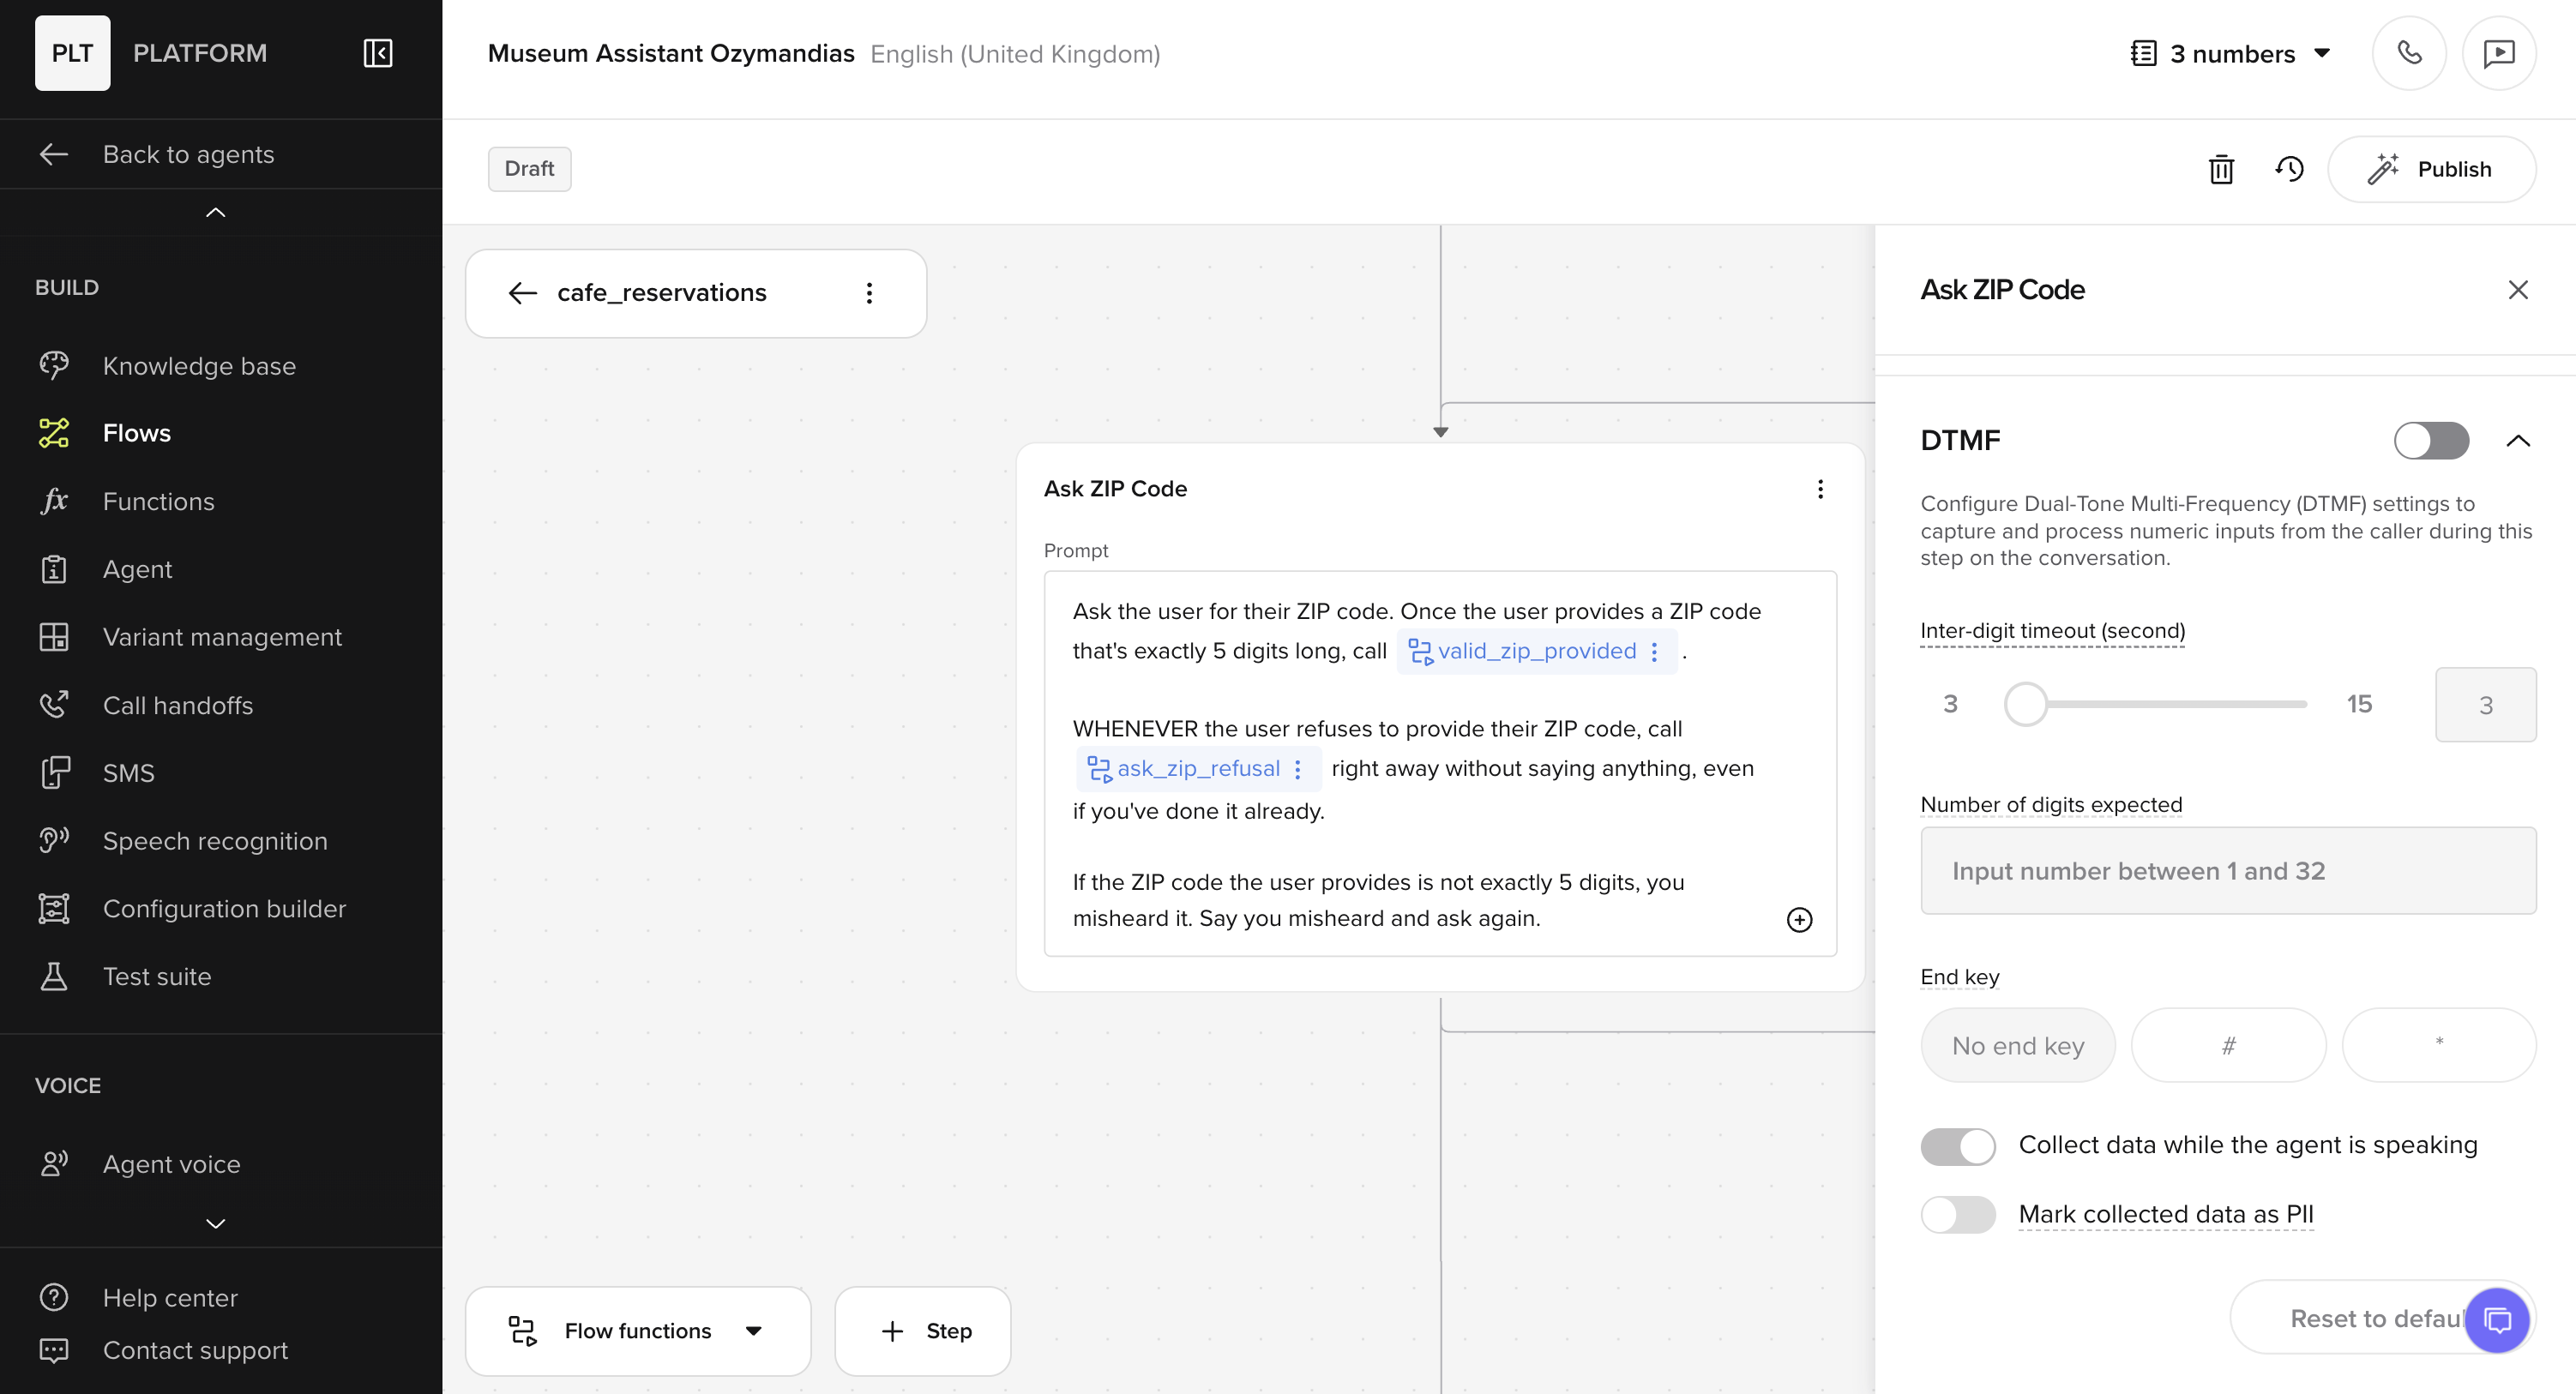 PLT PLATFORM
Back to agents
BUILD
Knowledge base
Flows
fx Functions
Agent
Variant management
Call handoffs
SMS
Speech recognition
Configuration builder
Test suite
VOICE
Agent voice
Help center
Contact support
Museum Assistant Ozymandias English (United Kingdom)
3 numbers
Draft
Publish
cafe_reservations
Ask ZIP Code
Prompt
Ask the user for their ZIP code. Once the user provides a ZIP code
that's exactly 5 digits long, call valid_zip_provided .
WHENEVER the user refuses to provide their ZIP code, call
ask_zip_refusal right away without saying anything, even
if you've done it already.
If the ZIP code the user provides is not exactly 5 digits, you
misheard it. Say you misheard and ask again.
Flow functions
Step
Ask ZIP Code
DTMF
Configure Dual-Tone Multi-Frequency (DTMF) settings to
capture and process numeric inputs from the caller during this
step on the conversation.
Inter-digit timeout (second)
3 15 3
Number of digits expected
Input number between 1 and 32
End key
No end key # *
Collect data while the agent is speaking
Mark collected data as PII
Reset to defau